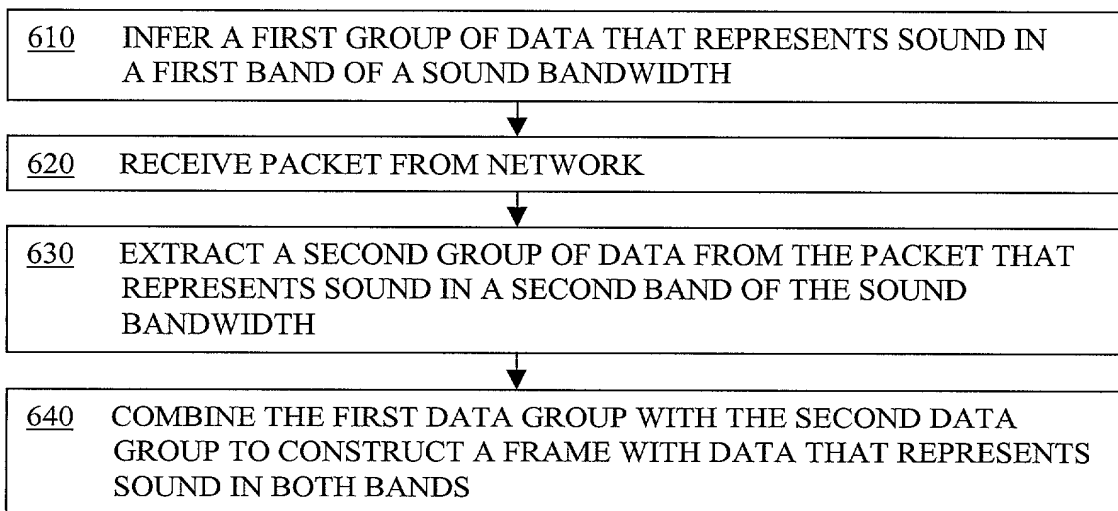 610 INFER A FIRST GROUP OF DATA THAT REPRESENTS SOUND IN
A FIRST BAND OF A SOUND BANDWIDTH
620 RECEIVE PACKET FROM NETWORK
630 EXTRACT A SECOND GROUP OF DATA FROM THE PACKET THAT
REPRESENTS SOUND IN A SECOND BAND OF THE SOUND
BANDWIDTH
640 COMBINE THE FIRST DATA GROUP WITH THE SECOND DATA
GROUP TO CONSTRUCT A FRAME WITH DATA THAT REPRESENTS
SOUND IN BOTH BANDS